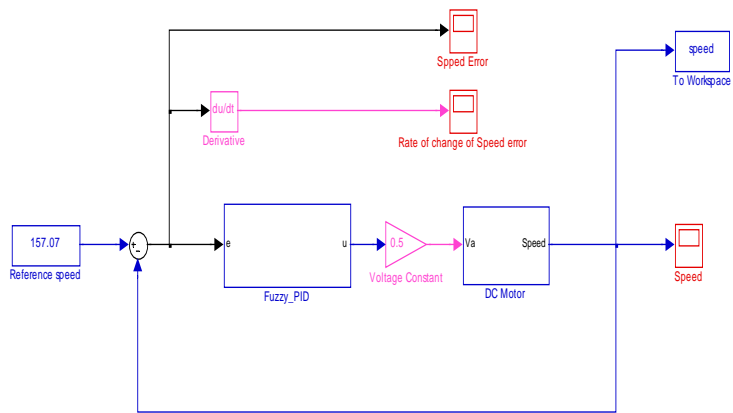 Spped Error
speed
To Workspace
du/dt
Derivative
Rate of change of Speed error
157.07
Reference speed
+
-
e
u
Fuzzy_PID
0.5
Voltage Constant
Va
Speed
DC Motor
Speed